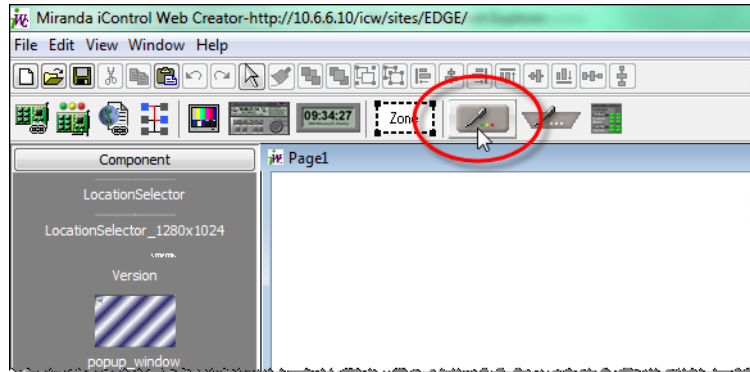 Miranda iControl Web Creator-http://10.6.6.10/icw/sites/EDGE/
File Edit View Window Help
09:34:27 Zone
Component Page1
LocationSelector
LocationSelector_1280x1024
Version
popup_window